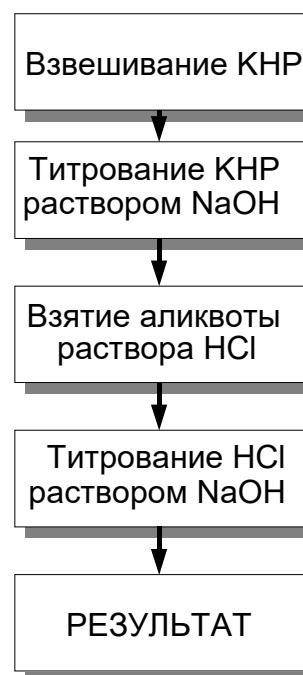 Взвешивание KHP
Титрование KHP
раствором NaOH
Взятие аликвоты
раствора HCl
Титрование HCl
раствором NaOH
РЕЗУЛЬТАТ